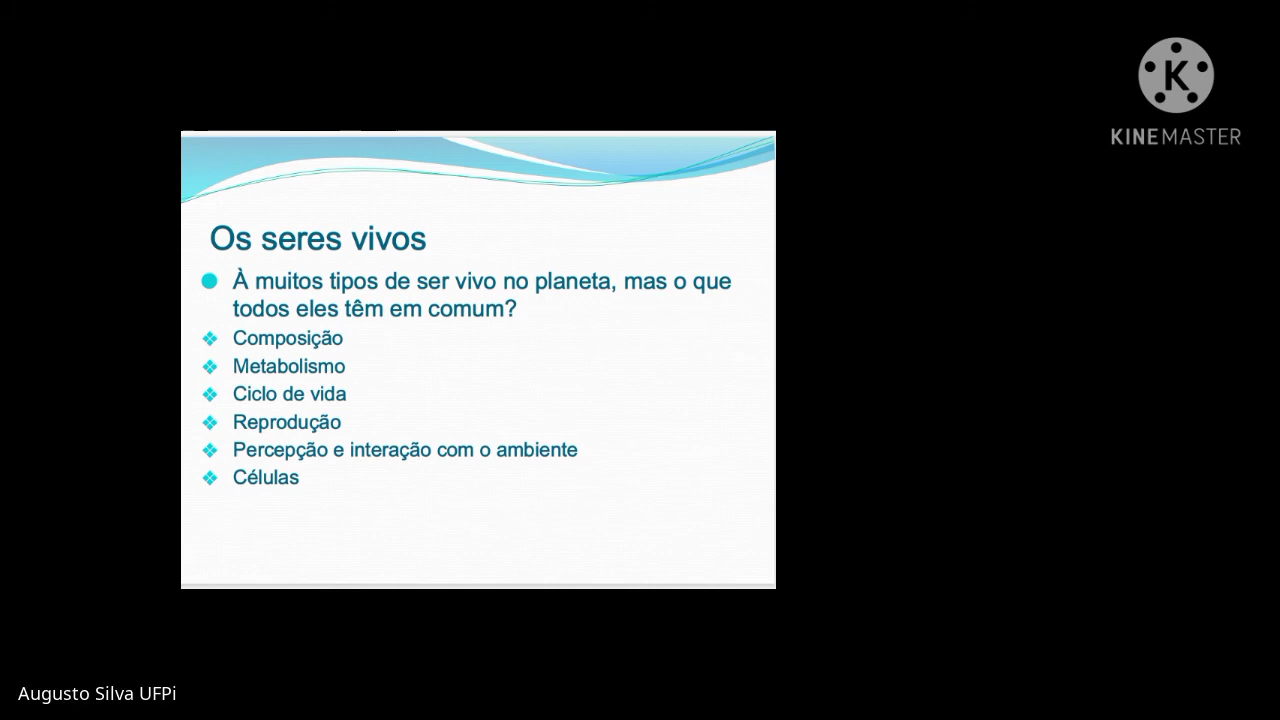 K
KINEMASTER
Os seres vivos
À muitos tipos de ser vivo no planeta, mas o que
todos eles têm em comum?
Composição
Metabolismo
Ciclo de vida
Reprodução
Percepção e interação com o ambiente
Células
Augusto Silva UFPi